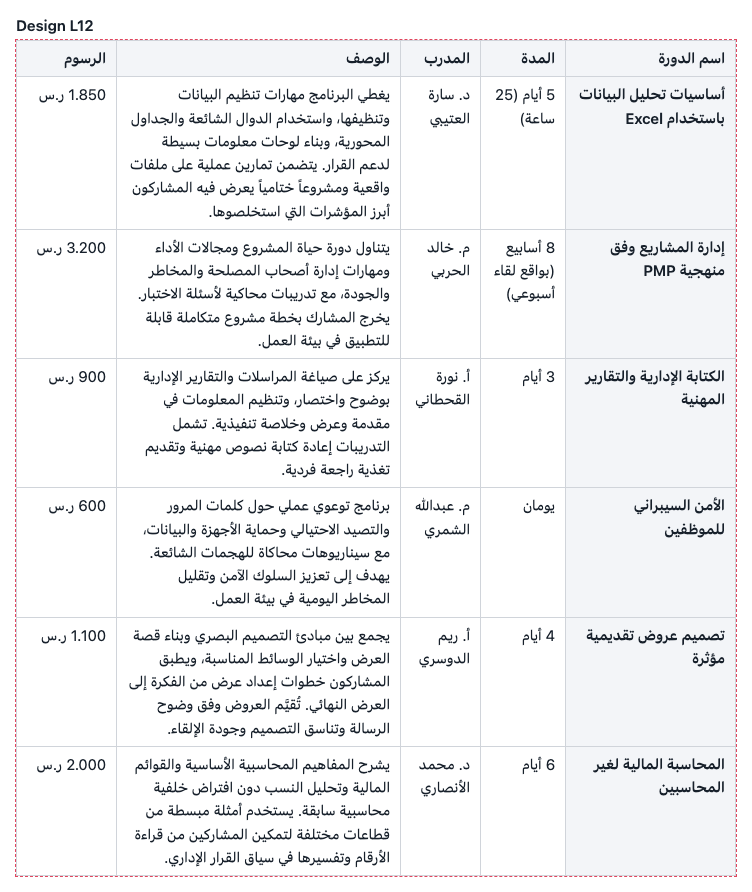 Design L12
اسم الدورة
المدة
المدرب
الوصف
الرسوم
أساسيات تحليل البيانات
باستخدام Excel
5 أيام (25
ساعة)
د. سارة
العتيبي
يغطي البرنامج مهارات تنظيم البيانات
وتنظيفها، واستخدام الدوال الشائعة والجداول
المحورية، وبناء لوحات معلومات بسيطة
لدعم القرار. يتضمن تمارين عملية على ملفات
واقعية ومشروعاً ختامياً يعرض فيه المشاركون
أبرز المؤشرات التي استخلصوها.
1.850 ر.س
إدارة المشاريع وفق
منهجية PMP
8 أسابيع
(بواقع لقاء
أسبوعي)
م. خالد
الحربي
يتناول دورة حياة المشروع ومجالات الأداء
ومهارات إدارة أصحاب المصلحة والمخاطر
والجودة، مع تدريبات محاكية لأسئلة الاختبار.
يخرج المشارك بخطة مشروع متكاملة قابلة
للتطبيق في بيئة العمل.
3.200 ر.س
الكتابة الإدارية والتقارير
المهنية
3 أيام
أ. نورة
القحطاني
يركز على صياغة المراسلات والتقارير الإدارية
بوضوح واختصار، وتنظيم المعلومات في
مقدمة وعرض وخلاصة تنفيذية. تشمل
التدريبات إعادة كتابة نصوص مهنية وتقديم
تغذية راجعة فردية.
900 ر.س
الأمن السيبراني
للموظفين
يومان
م. عبدالله
الشمري
برنامج توعوي عملي حول كلمات المرور
والتصيد الاحتيالي وحماية الأجهزة والبيانات،
مع سيناريوهات محاكاة للهجمات الشائعة.
يهدف إلى تعزيز السلوك الآمن وتقليل
المخاطر اليومية في بيئة العمل.
600 ر.س
تصميم عروض تقديمية
مؤثرة
4 أيام
أ. ريم
الدوسري
يجمع بين مبادئ التصميم البصري وبناء قصة
العرض واختيار الوسائط المناسبة، ويطبق
المشاركون خطوات إعداد عرض من الفكرة إلى
العرض النهائي. تُقيَّم العروض وفق وضوح
الرسالة وتناسق التصميم وجودة الإلقاء.
1.100 ر.س
المحاسبة المالية لغير
المحاسبين
6 أيام
د. محمد
الأنصاري
يشرح المفاهيم المحاسبية الأساسية والقوائم
المالية وتحليل النسب دون افتراض خلفية
محاسبية سابقة. يستخدم أمثلة مبسطة من
قطاعات مختلفة لتمكين المشاركين من قراءة
الأرقام وتفسيرها في سياق القرار الإداري.
2.000 ر.س